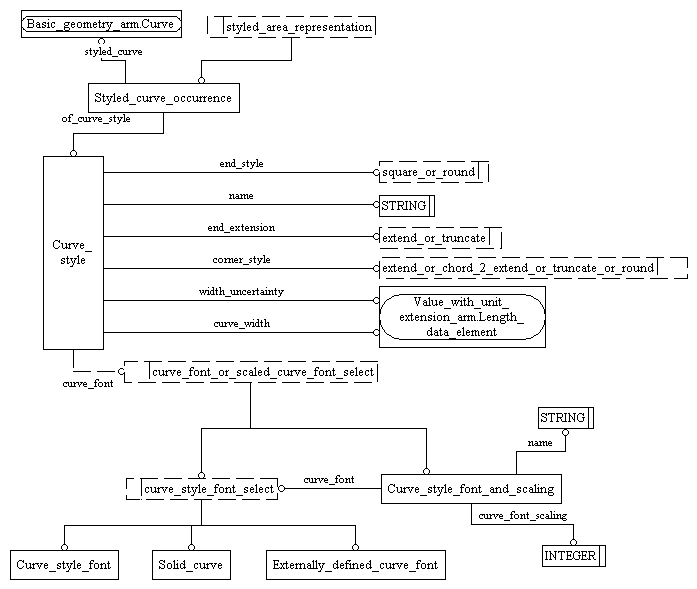 Basic_geometry_arm.Curve
styled_area_representation
styled_curve
Styled_curve_occurrence
of_curve_style
end_style
square_or_round
name
STRING
end_extension
extend_or_truncate
Curve_
style
corner_style
extend_or_chord_2_extend_or_truncate_or_round
width_uncertainty
Value_with_unit_
extension_arm.Length_
data_element
curve_width
curve_font
curve_font_or_scaled_curve_font_select
STRING
name
curve_style_font_select
curve_font
Curve_style_font_and_scaling
curve_font_scaling
INTEGER
Curve_style_font
Solid_curve
Externally_defined_curve_font